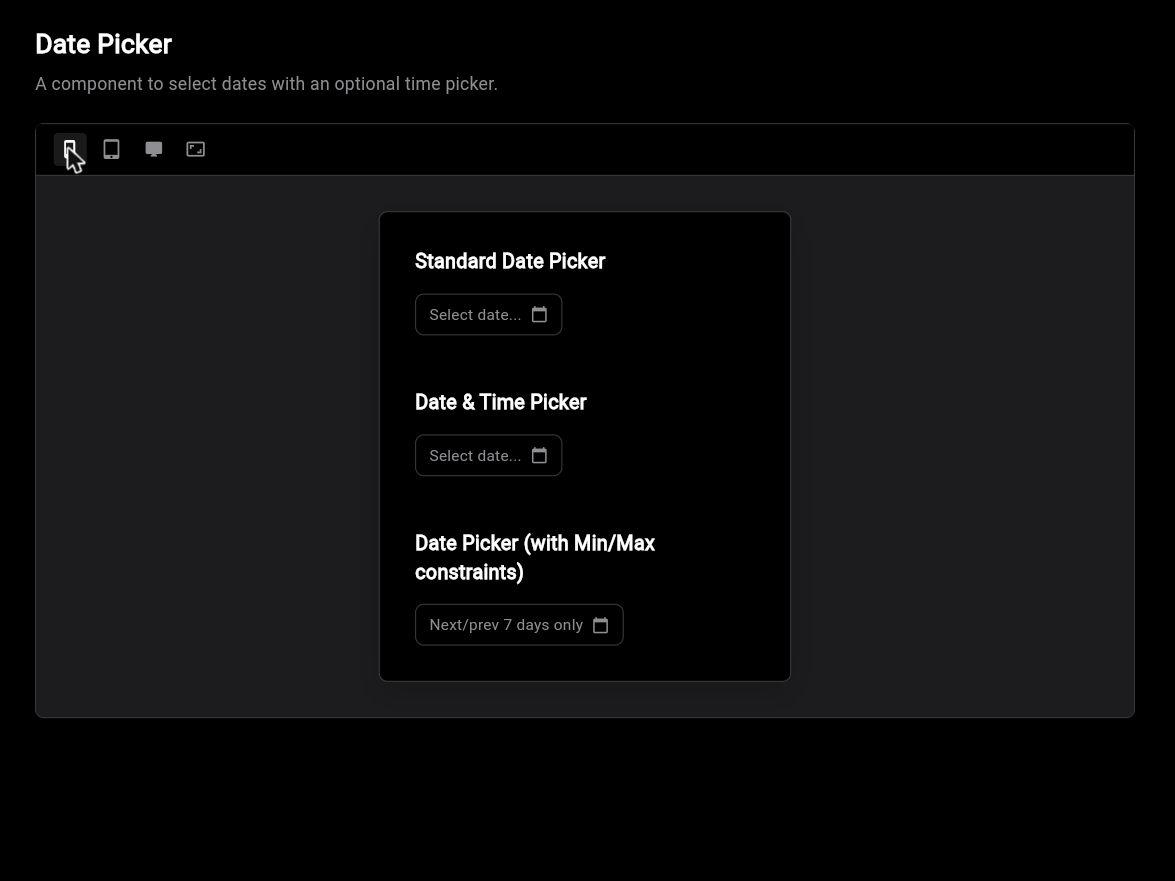 Date Picker
A component to select dates with an optional time picker.
Standard Date Picker
Select date...
Date & Time Picker
Select date...
Date Picker (with Min/Max
constraints)
Next/prev 7 days only